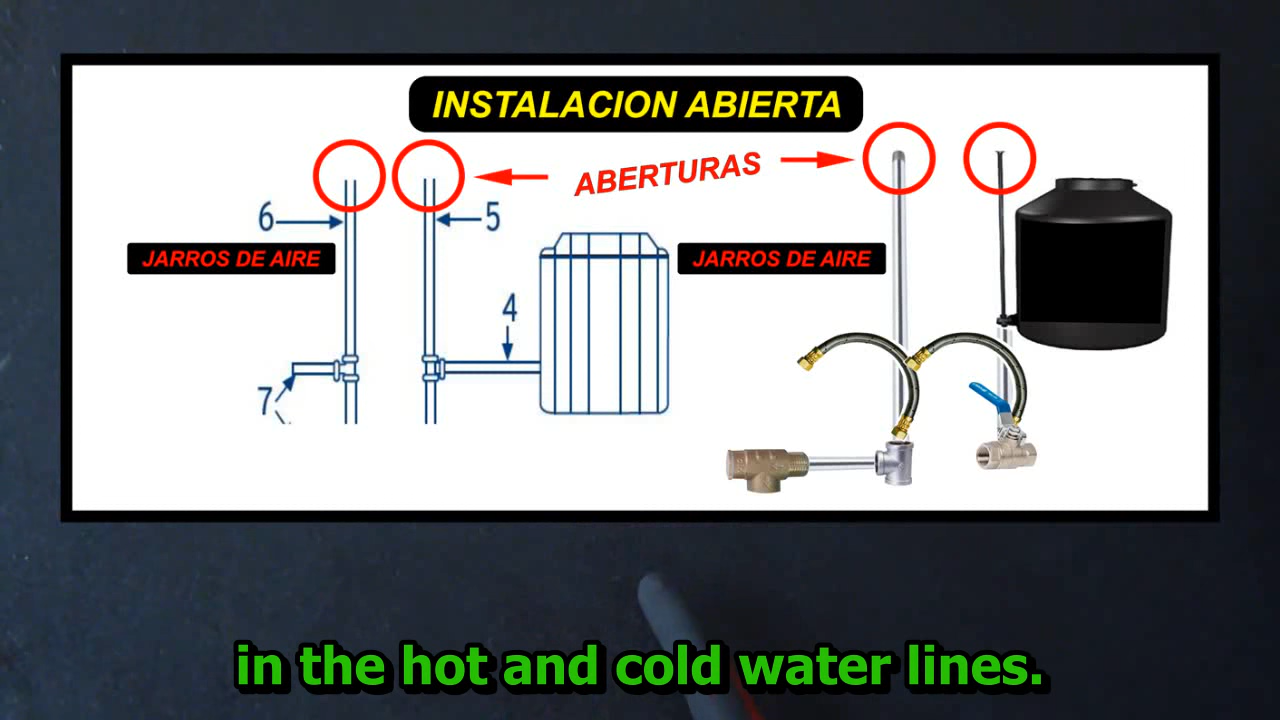 INSTALACION ABIERTA
ABERTURAS
6
5
JARROS DE AIRE
JARROS DE AIRE
4
7
in the hot and cold water lines.